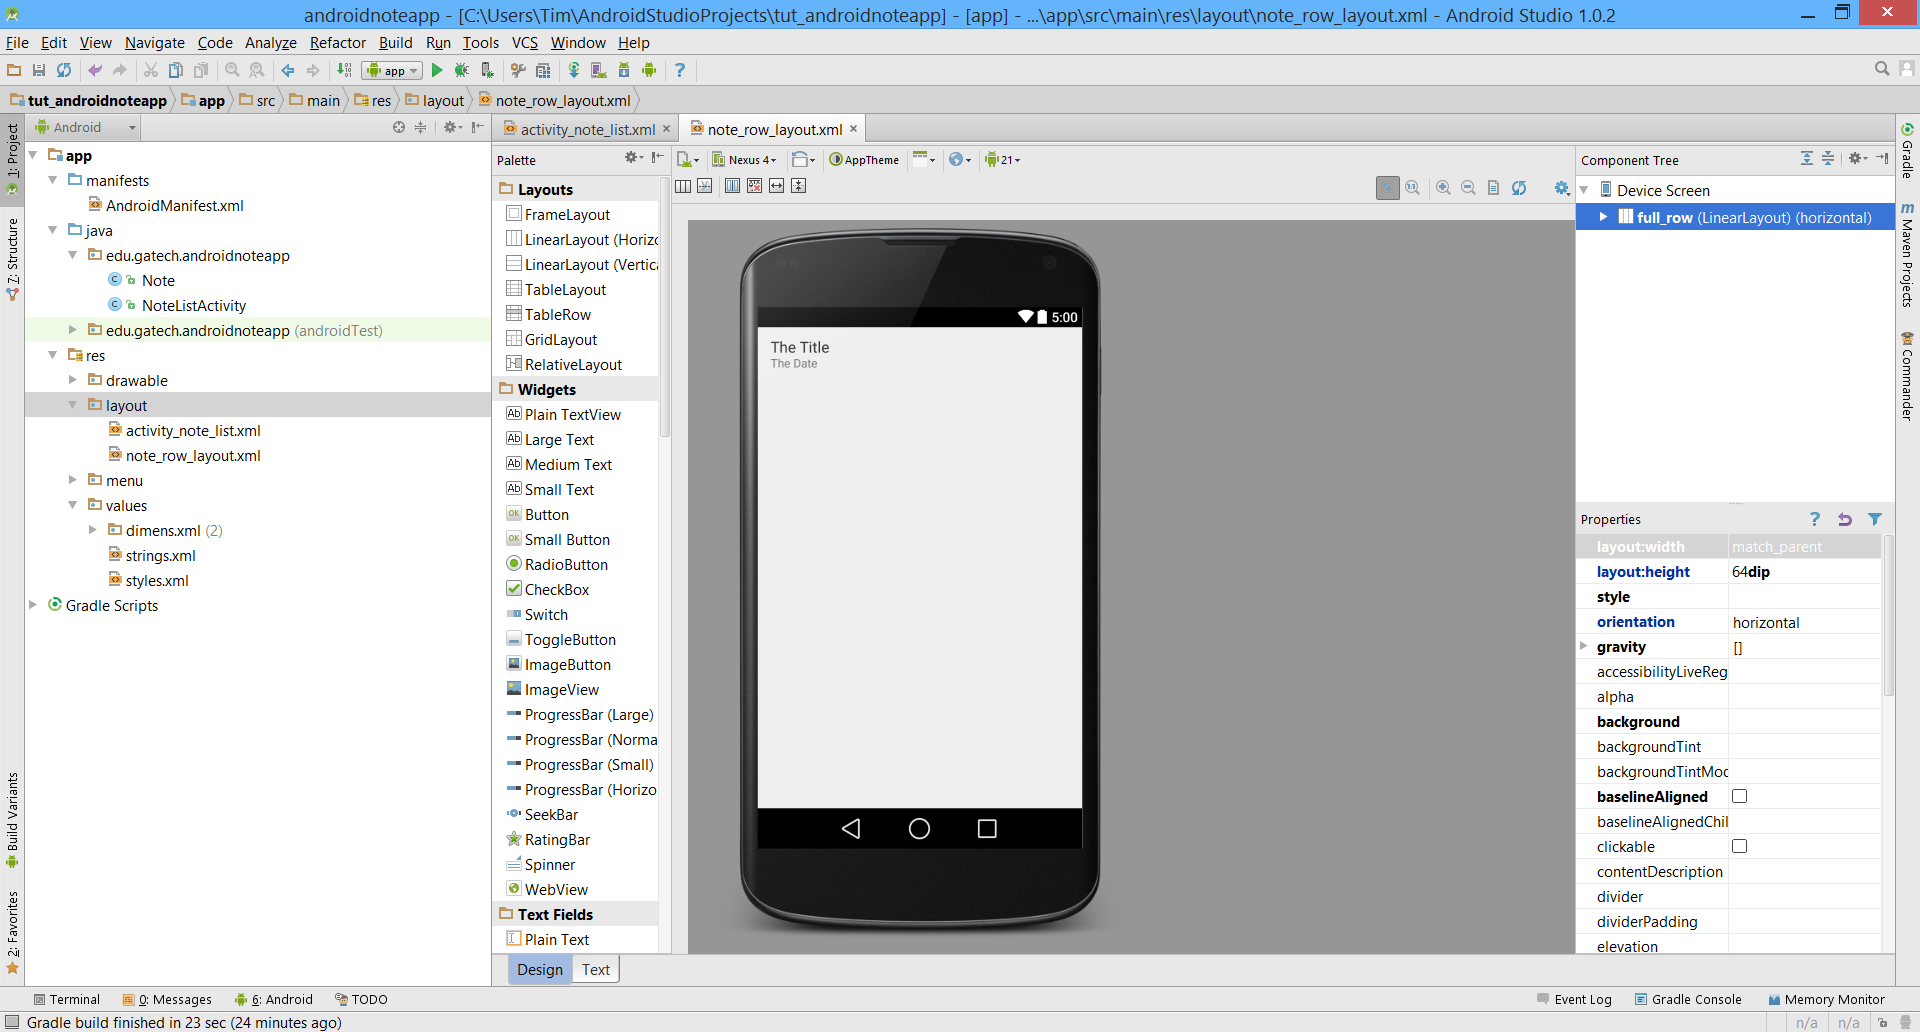 androidnoteapp - [C:\Users\Tim\AndroidStudioProjects\tut_androidnoteapp] - [app] - ...\app\src\main\res\layout\note_row_layout.xml - Android Studio 1.0.2
File Edit View Navigate Code Analyze Refactor Build Run Tools VCS Window Help
app
tut_androidnoteapp app src main res layout note_row_layout.xml
1: Project
7: Structure
Build Variants
2: Favorites
Android
app
manifests
AndroidManifest.xml
java
edu.gatech.androidnoteapp
Note
NoteListActivity
edu.gatech.androidnoteapp (androidTest)
res
drawable
layout
activity_note_list.xml
note_row_layout.xml
menu
values
dimens.xml (2)
strings.xml
styles.xml
Gradle Scripts
activity_note_list.xml note_row_layout.xml
Palette
Layouts
FrameLayout
LinearLayout (Horizo
LinearLayout (Vertica
TableLayout
TableRow
GridLayout
RelativeLayout
Widgets
Plain TextView
Large Text
Medium Text
Small Text
Button
Small Button
RadioButton
CheckBox
Switch
ToggleButton
ImageButton
ImageView
ProgressBar (Large)
ProgressBar (Norma
ProgressBar (Small)
ProgressBar (Horizo
SeekBar
RatingBar
Spinner
WebView
Text Fields
Plain Text
Nexus 4 AppTheme 21
5:00
The Title
The Date
Design Text
Component Tree
Device Screen
full_row (LinearLayout) (horizontal)
Properties
layout:width match_parent
layout:height 64dip
style
orientation horizontal
gravity []
accessibilityLiveReg
alpha
background
backgroundTint
backgroundTintMod
baselineAligned
baselineAlignedChil
clickable
contentDescription
divider
dividerPadding
elevation
Gradle
Maven Projects
Commander
Terminal 0: Messages 6: Android TODO Event Log Gradle Console Memory Monitor
Gradle build finished in 23 sec (24 minutes ago) n/a n/a